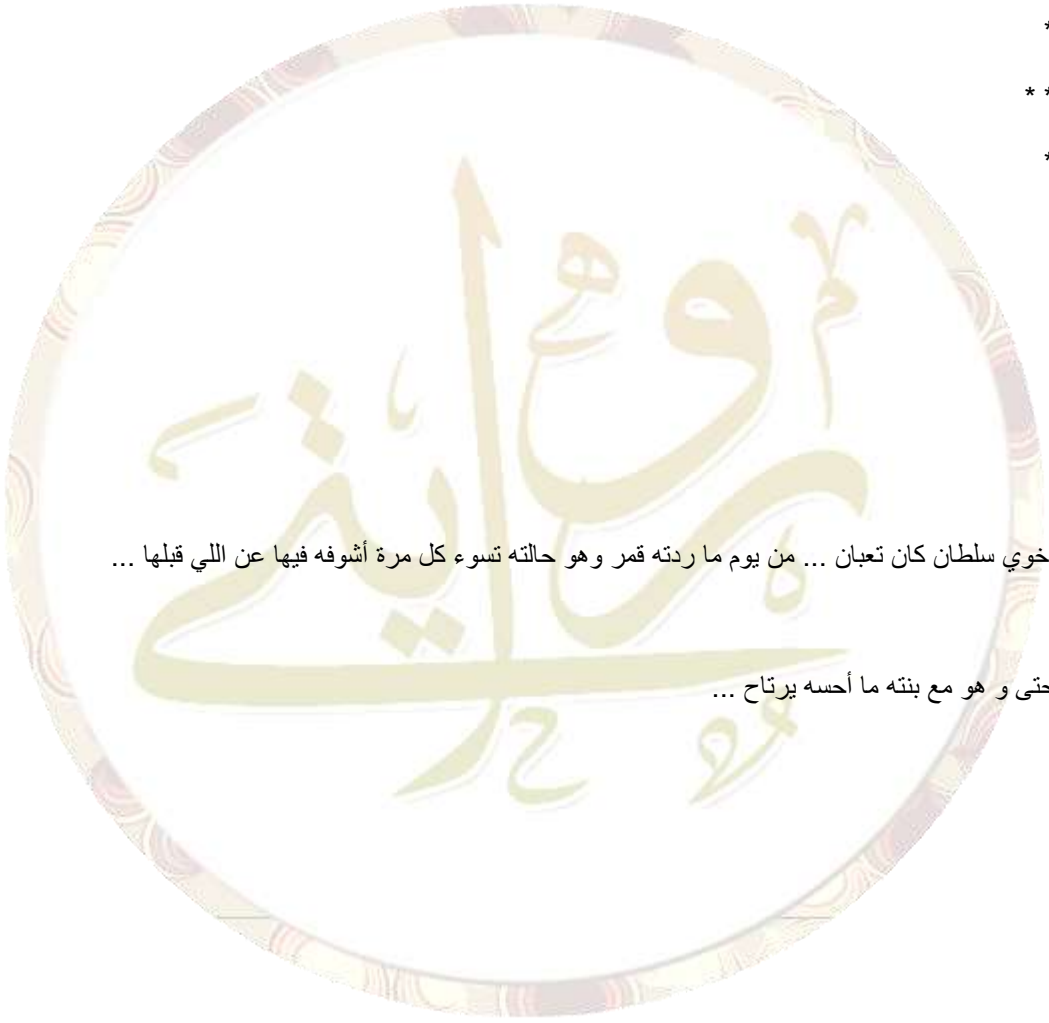 *
* *
*
خوي سلطان كان تعبان ... من يوم ما ردته قمر وهو حالته تسوء كل مرة أشوفه فيها عن اللي قبلها ...
حتى و هو مع بنته ما أحسه يرتاح ...
روايتي